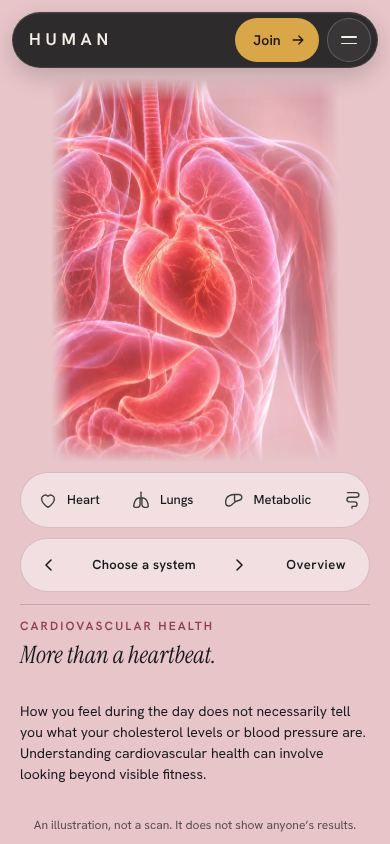 HUMAN
Join
Heart
Lungs
Metabolic
Choose a system
Overview
CARDIOVASCULAR HEALTH
More than a heartbeat.
How you feel during the day does not necessarily tell
you what your cholesterol levels or blood pressure are.
Understanding cardiovascular health can involve
looking beyond visible fitness.
An illustration, not a scan. It does not show anyone’s results.